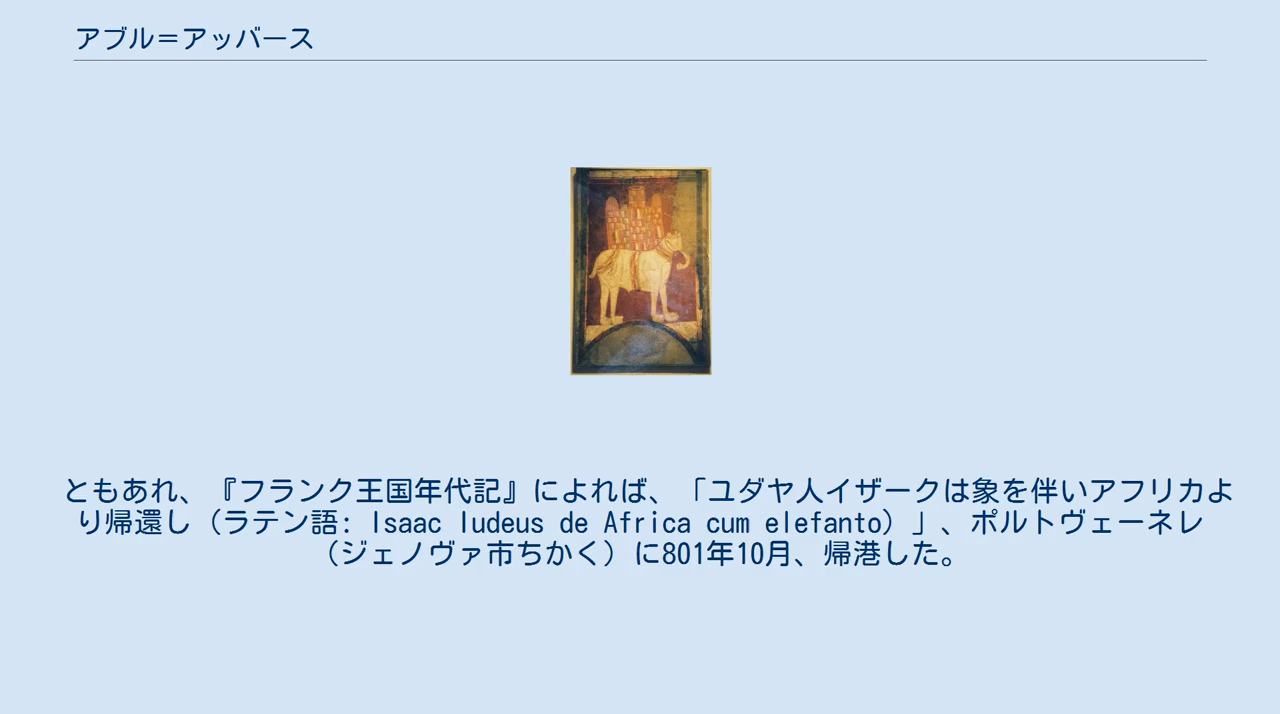 アブル＝アッバース
ともあれ、『フランク王国年代記』によれば、「ユダヤ人イザークは象を伴いアフリカよ
り帰還し（ラテン語: Isaac Iudeus de Africa cum elefanto）」、ポルトヴェーネレ
（ジェノヴァ市ちかく）に801年10月、帰港した。